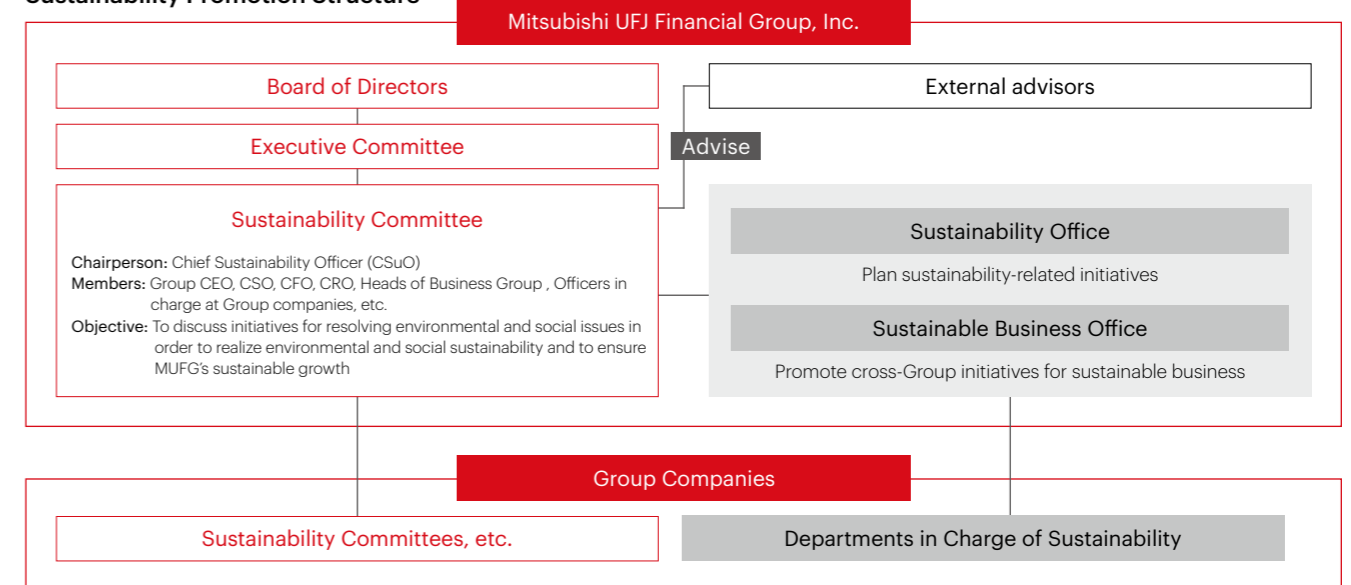 Sustainability Promotion Structure
Mitsubishi UFJ Financial Group, Inc.
Board of Directors
External advisors
Executive Committee
Advise
Sustainability Committee
Chairperson: Chief Sustainability Officer (CSuO)
Members: Group CEO, CSO, CFO, CRO, Heads of Business Group , Officers in
charge at Group companies, etc.
Objective: To discuss initiatives for resolving environmental and social issues in
order to realize environmental and social sustainability and to ensure
MUFG's sustainable growth
Sustainability Office
Plan sustainability-related initiatives
Sustainable Business Office
Promote cross-Group initiatives for sustainable business
Group Companies
Sustainability Committees, etc.
Departments in Charge of Sustainability